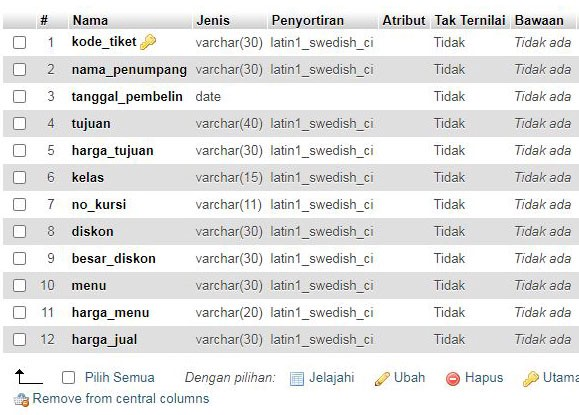 # Nama Jenis Penyortiran Atribut Tak Ternilai Bawaan
1 kode_tiket varchar(30) latin1_swedish_ci Tidak Tidak ada
2 nama_penumpang varchar(30) latin1_swedish_ci Tidak Tidak ada
3 tanggal_pembelin date Tidak Tidak ada
4 tujuan varchar(40) latin1_swedish_ci Tidak Tidak ada
5 harga_tujuan varchar(30) latin1_swedish_ci Tidak Tidak ada
6 kelas varchar(15) latin1_swedish_ci Tidak Tidak ada
7 no_kursi varchar(11) latin1_swedish_ci Tidak Tidak ada
8 diskon varchar(30) latin1_swedish_ci Tidak Tidak ada
9 besar_diskon varchar(30) latin1_swedish_ci Tidak Tidak ada
10 menu varchar(30) latin1_swedish_ci Tidak Tidak ada
11 harga_menu varchar(20) latin1_swedish_ci Tidak Tidak ada
12 harga_jual varchar(30) latin1_swedish_ci Tidak Tidak ada
Pilih Semua Dengan pilihan: Jelajahi Ubah Hapus Utama
Remove from central columns